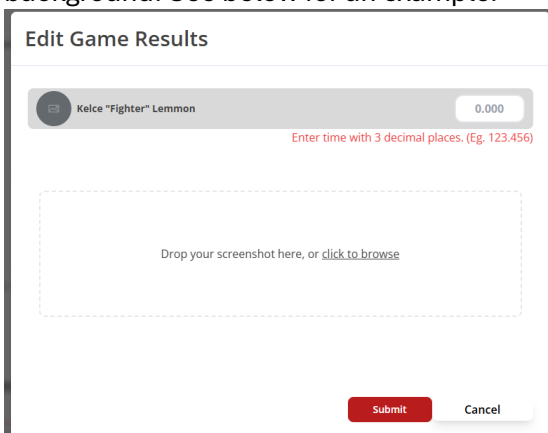 Edit Game Results
Kelce "Fighter" Lemmon
0.000
Enter time with 3 decimal places. (Eg. 123.456)
Drop your screenshot here, or click to browse
Submit
Cancel